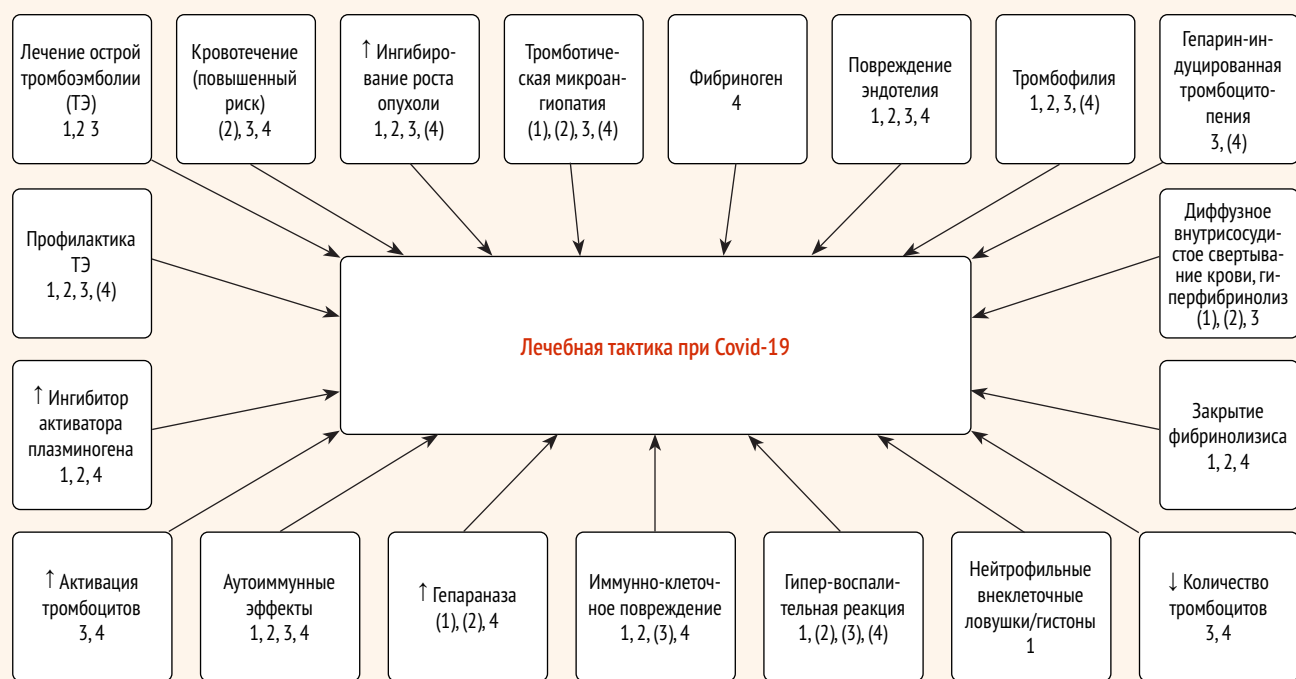 Лечение острой
тромбоэмболии
(ТЭ)
1,2 3
Кровотечение
(повышенный
риск)
(2), 3, 4
↑ Ингибиро-
вание роста
опухоли
1, 2, 3, (4)
Тромботиче-
ская микроан-
гиопатия
(1), (2), 3, (4)
Фибриноген
4
Повреждение
эндотелия
1, 2, 3, 4
Тромбофилия
1, 2, 3, (4)
Гепарин-ин-
дуцированная
тромбоцито-
пения
3, (4)
Профилактика
ТЭ
1, 2, 3, (4)
Диффузное
внутрисосуди-
стое свертыва-
ние крови, ги-
перфибринолиз
(1), (2), 3
Лечебная тактика при Covid-19
↑ Ингибитор
активатора
плазминогена
1, 2, 4
Закрытие
фибринолизиса
1, 2, 4
↑ Активация
тромбоцитов
3, 4
Аутоиммунные
эффекты
1, 2, 3, 4
↑ Гепараназа
(1), (2), 4
Иммунно-клеточ-
ное повреждение
1, 2, (3), 4
Гипер-воспали-
тельная реакция
1, (2), (3), (4)
Нейтрофильные
внеклеточные
ловушки/гистоны
1
↓ Количество
тромбоцитов
3, 4